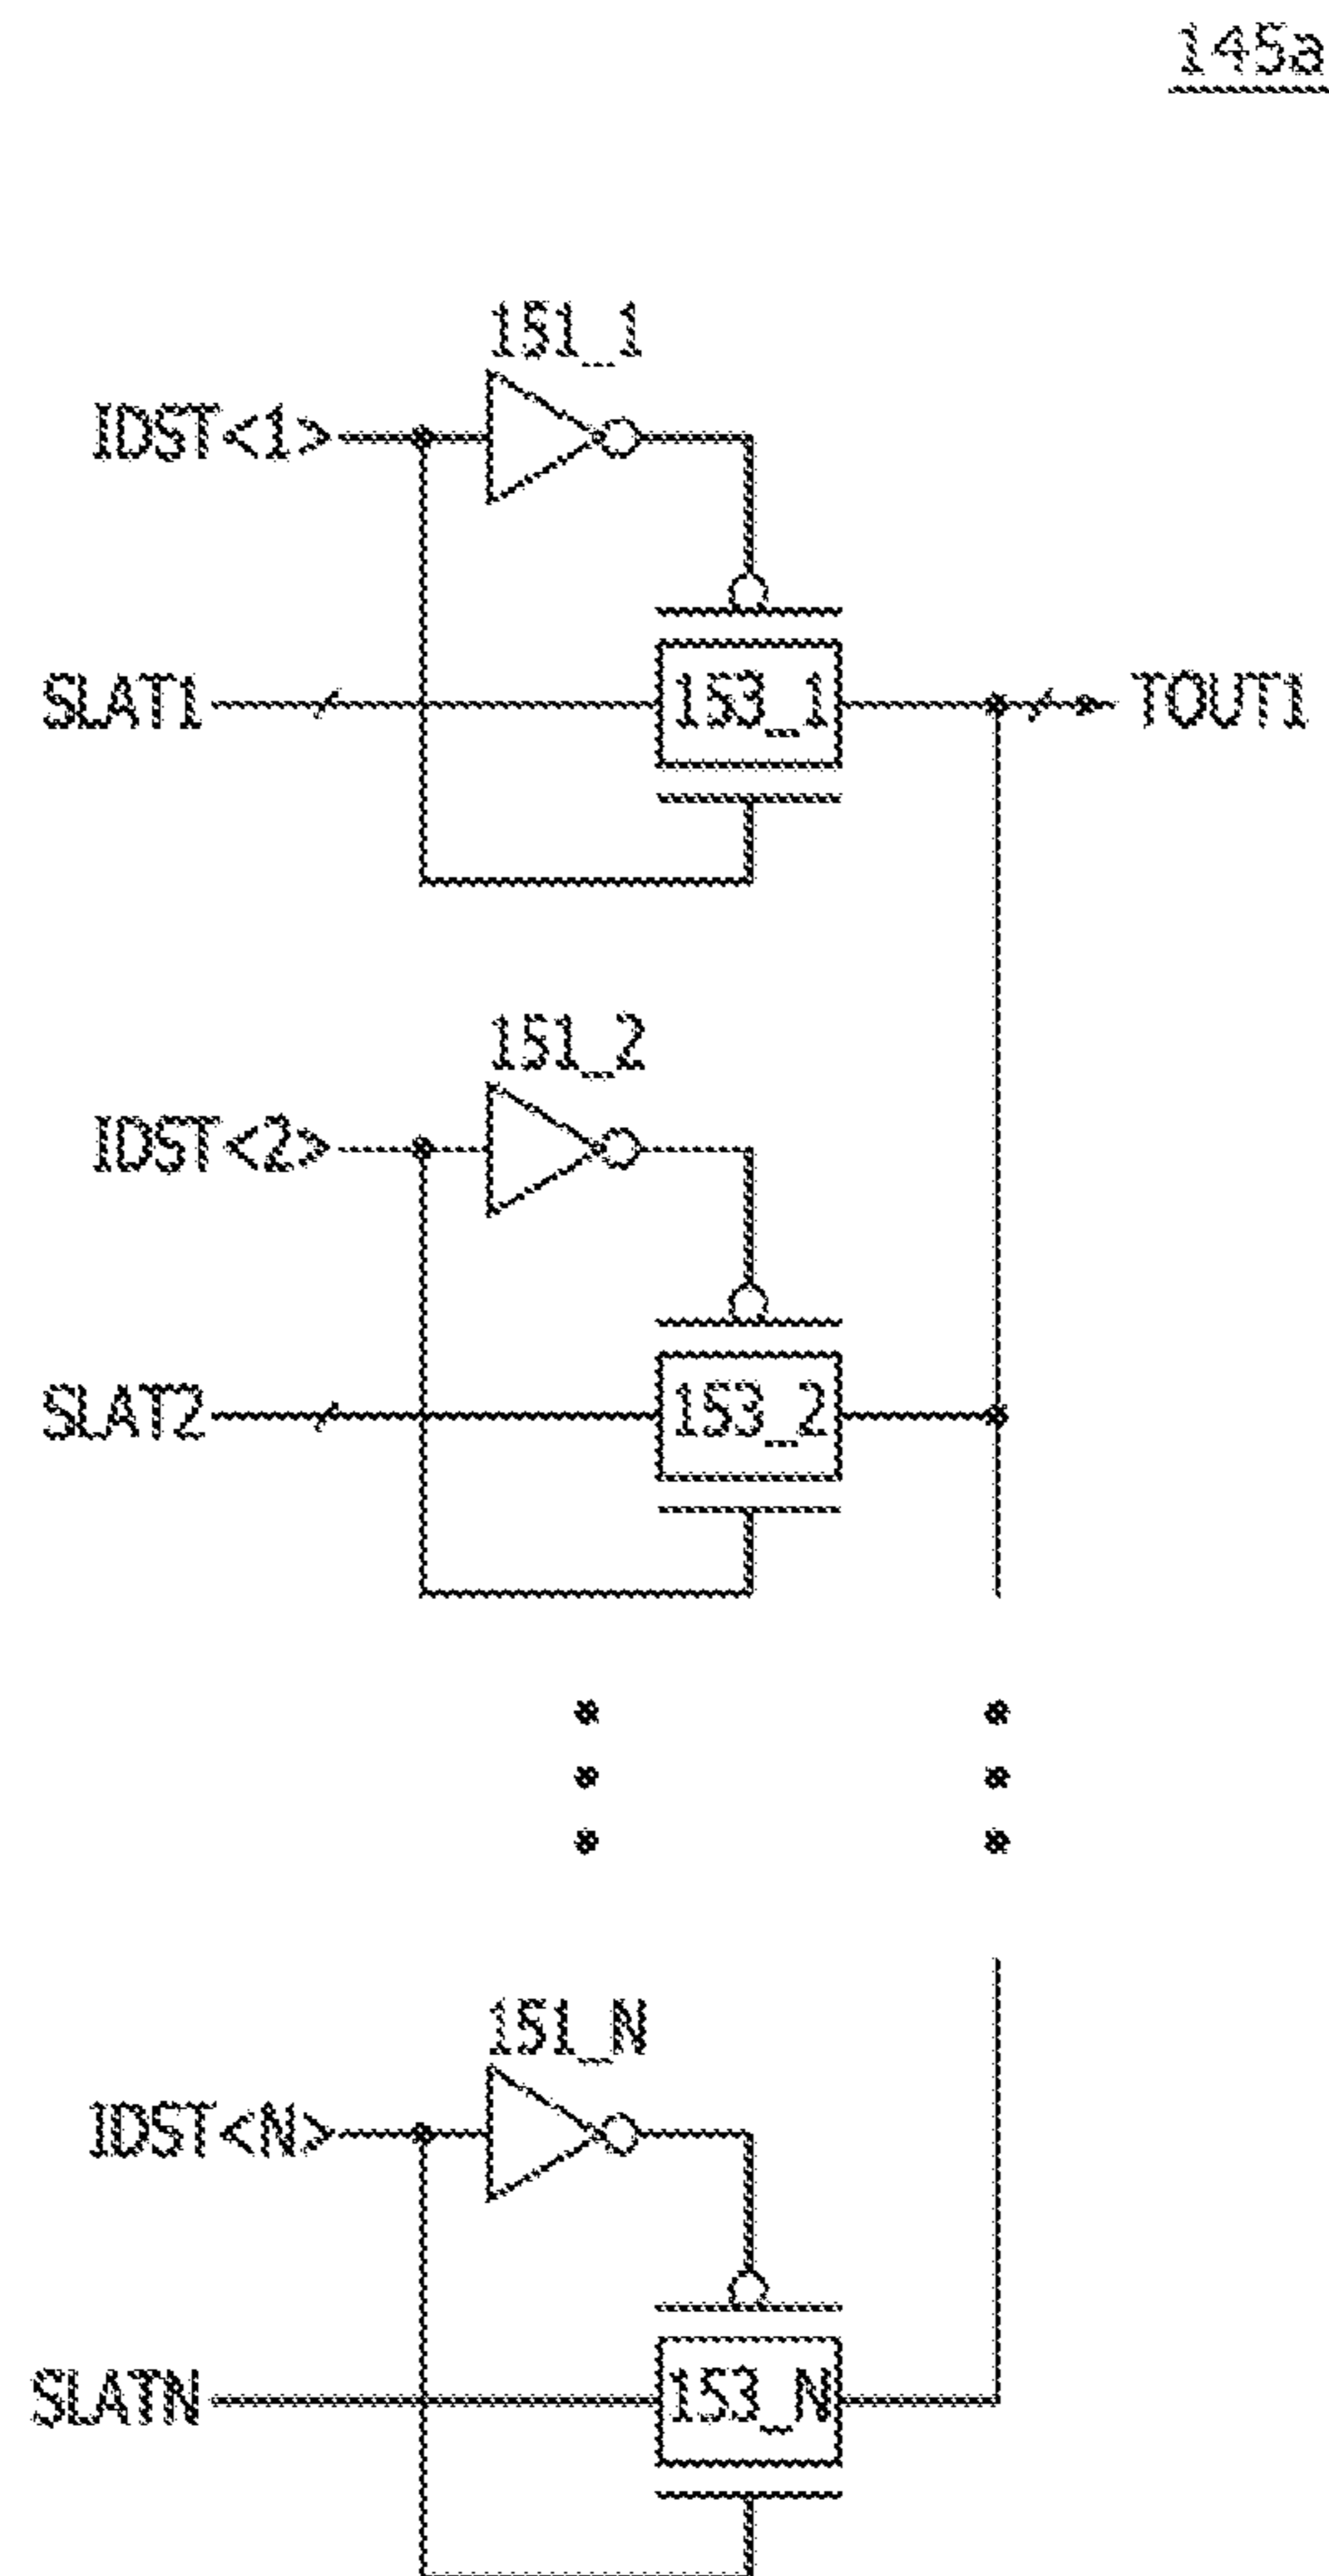 145a
151_1
IDST<1>
SLAT1
153_1
TOUT1
151_2
IDST<2>
SLAT2
153_2
151_N
IDST<N>
SLATN
153_N